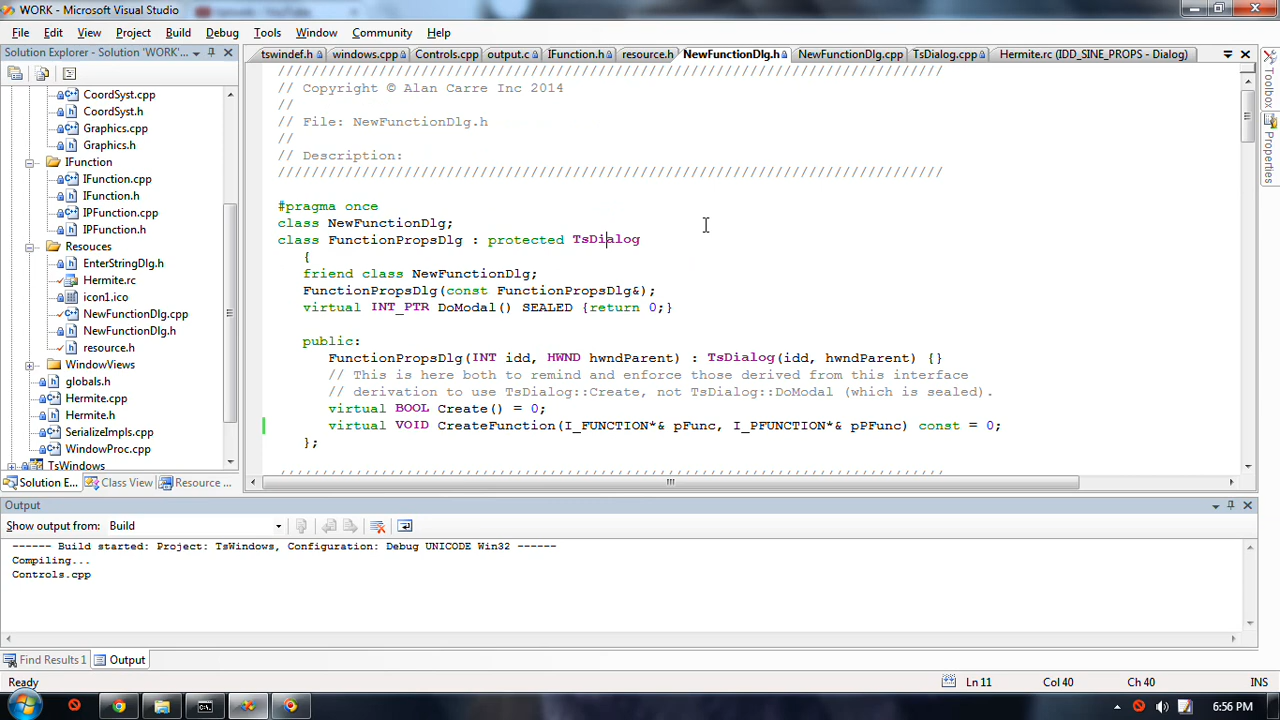 WORK - Microsoft Visual Studio
File Edit View Project Build Debug Tools Window Community Help
Solution Explorer - Solution 'WORK'...
tswindef.h windows.cpp Controls.cpp output.c IFunction.h resource.h NewFunctionDlg.h NewFunctionDlg.cpp TsDialog.cpp Hermite.rc (IDD_SINE_PROPS - Dialog)
CoordSyst.cpp
CoordSyst.h
Graphics.cpp
Graphics.h
IFunction
IFunction.cpp
IFunction.h
IPFunction.cpp
IPFunction.h
Resouces
EnterStringDlg.h
Hermite.rc
icon1.ico
NewFunctionDlg.cpp
NewFunctionDlg.h
resource.h
WindowViews
globals.h
Hermite.cpp
Hermite.h
SerializeImpls.cpp
WindowProc.cpp
TsWindows
Solution E... Class View Resource ...
////////////////////////////////////////////////////////////////////////////////
// Copyright © Alan Carre Inc 2014
//
// File: NewFunctionDlg.h
//
// Description:
////////////////////////////////////////////////////////////////////////////////
#pragma once
class NewFunctionDlg;
class FunctionPropsDlg : protected TsDialog
{
friend class NewFunctionDlg;
FunctionPropsDlg(const FunctionPropsDlg&);
virtual INT_PTR DoModal() SEALED {return 0;}
public:
FunctionPropsDlg(INT idd, HWND hwndParent) : TsDialog(idd, hwndParent) {}
// This is here both to remind and enforce those derived from this interface
// derivation to use TsDialog::Create, not TsDialog::DoModal (which is sealed).
virtual BOOL Create() = 0;
virtual VOID CreateFunction(I_FUNCTION*& pFunc, I_PFUNCTION*& pPFunc) const = 0;
};
////////////////////////////////////////////////////////////////////////////////
Toolbox
Properties
Output
Show output from: Build
------ Build started: Project: TsWindows, Configuration: Debug UNICODE Win32 ------
Compiling...
Controls.cpp
Find Results 1 Output
Ready Ln 11 Col 40 Ch 40 INS
6:56 PM